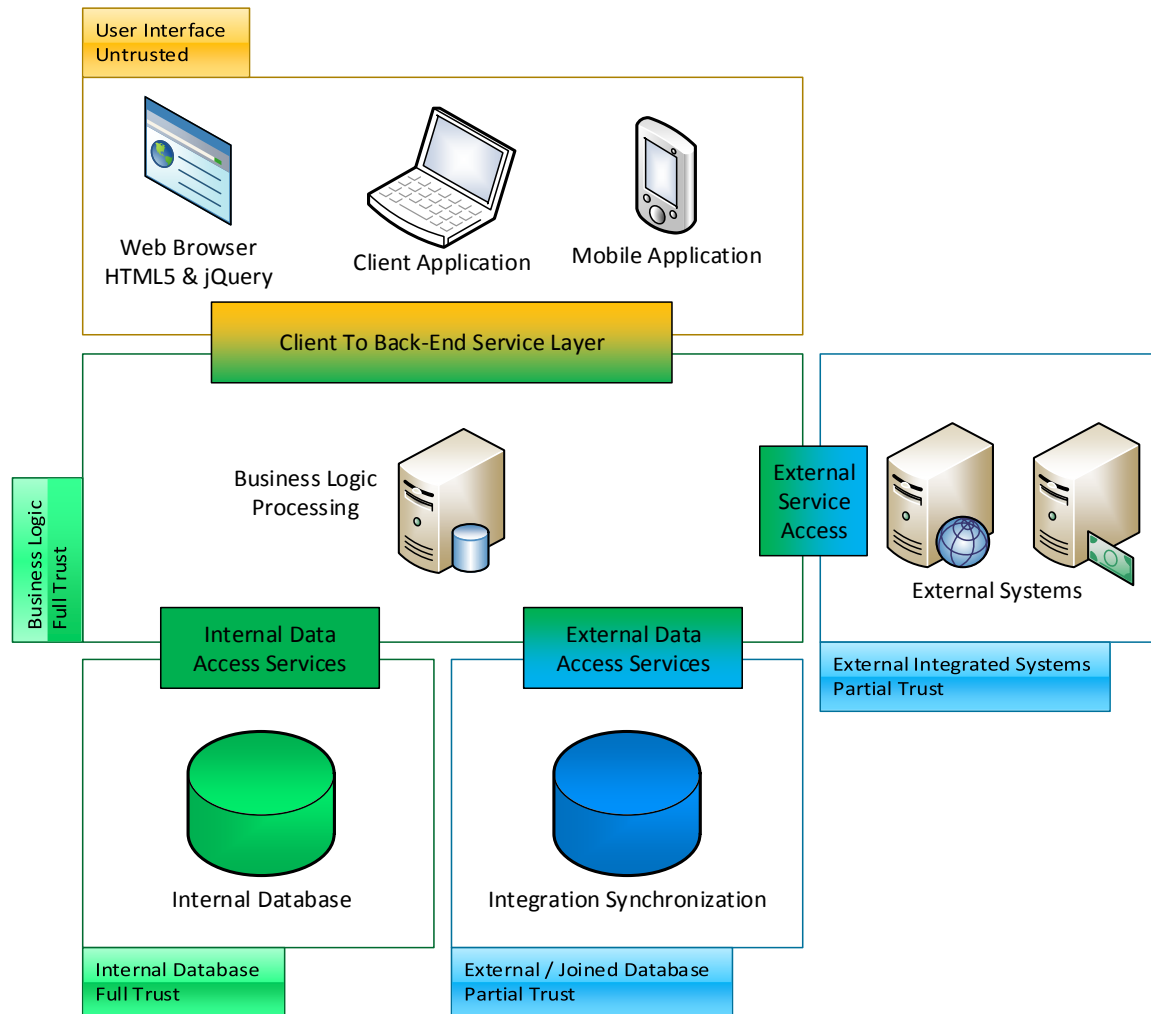 User Interface
Untrusted
Web Browser
HTML5 & jQuery
Client Application
Mobile Application
Client To Back-End Service Layer
Business Logic
Full Trust
Business Logic
Processing
External
Service
Access
External Systems
External Integrated Systems
Partial Trust
Internal Data
Access Services
External Data
Access Services
Internal Database
Integration Synchronization
Internal Database
Full Trust
External / Joined Database
Partial Trust